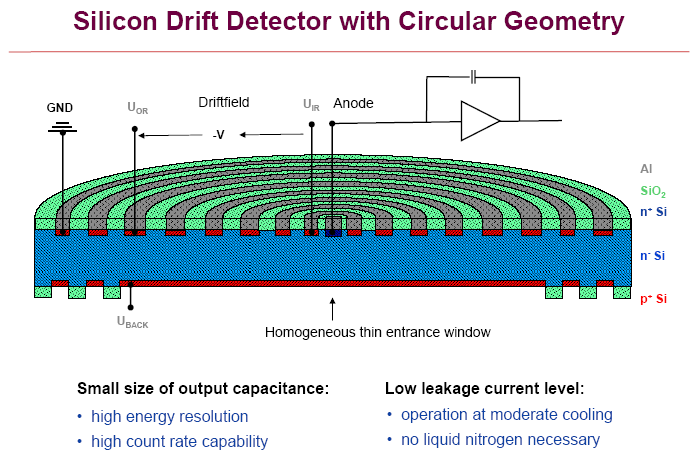 Silicon Drift Detector with Circular Geometry
GND
U_OR
Driftfield
-V
U_IR
Anode
Al
SiO₂
n⁺ Si
n⁻ Si
p⁺ Si
U_BACK
Homogeneous thin entrance window
Small size of output capacitance:
• high energy resolution
• high count rate capability
Low leakage current level:
• operation at moderate cooling
• no liquid nitrogen necessary